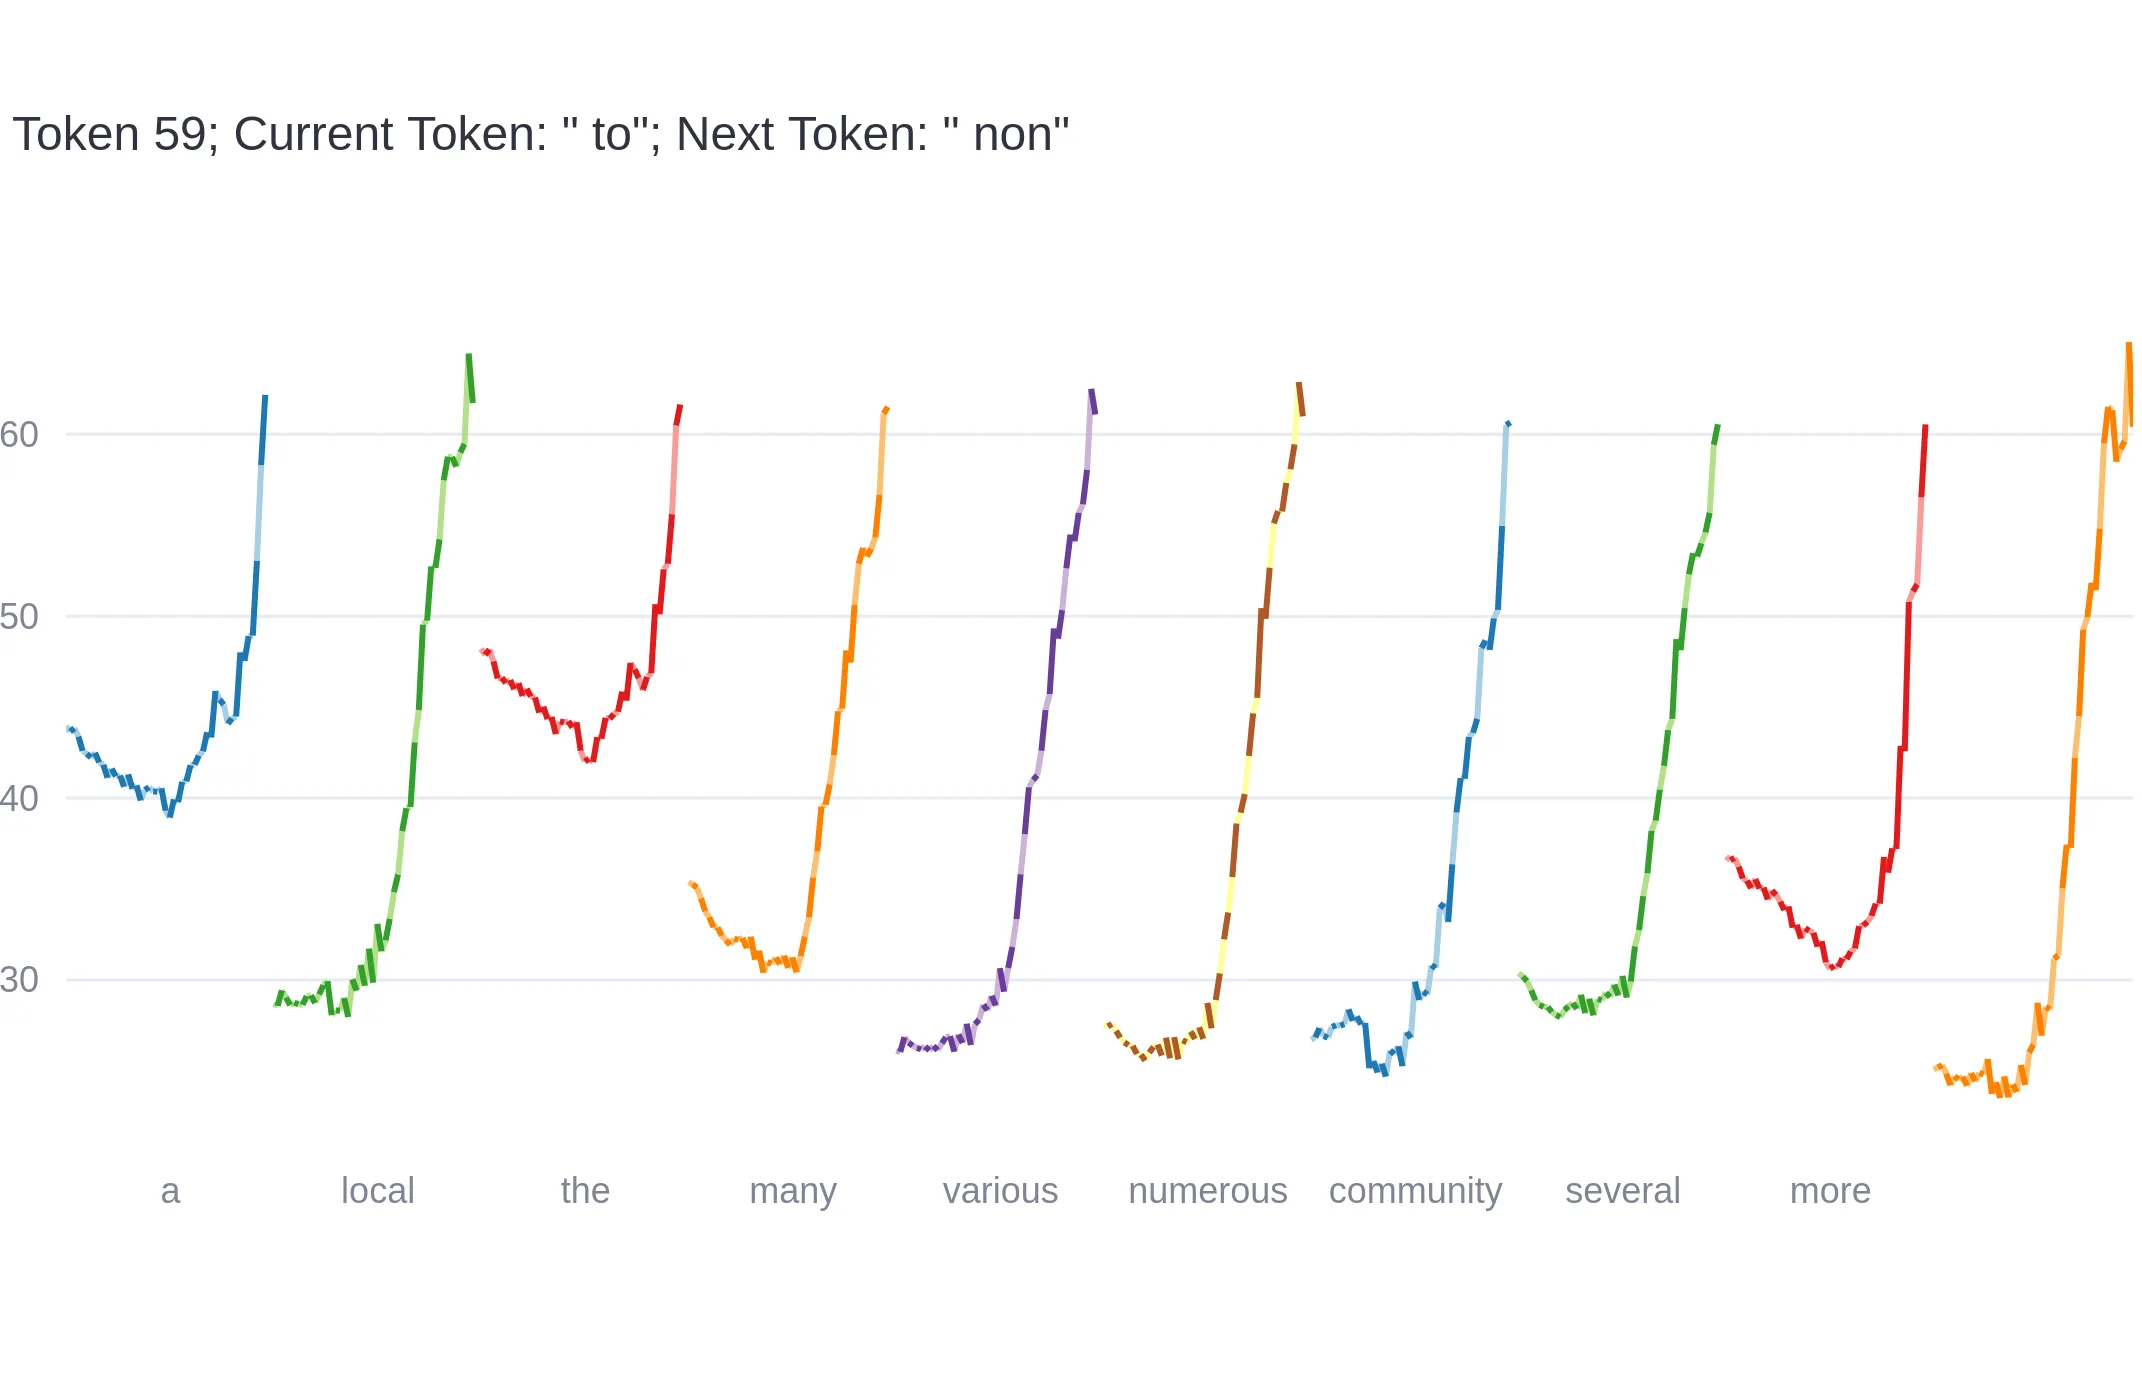 Token 59; Current Token: " to"; Next Token: " non"
60
50
40
30
a local the many various numerous community several more